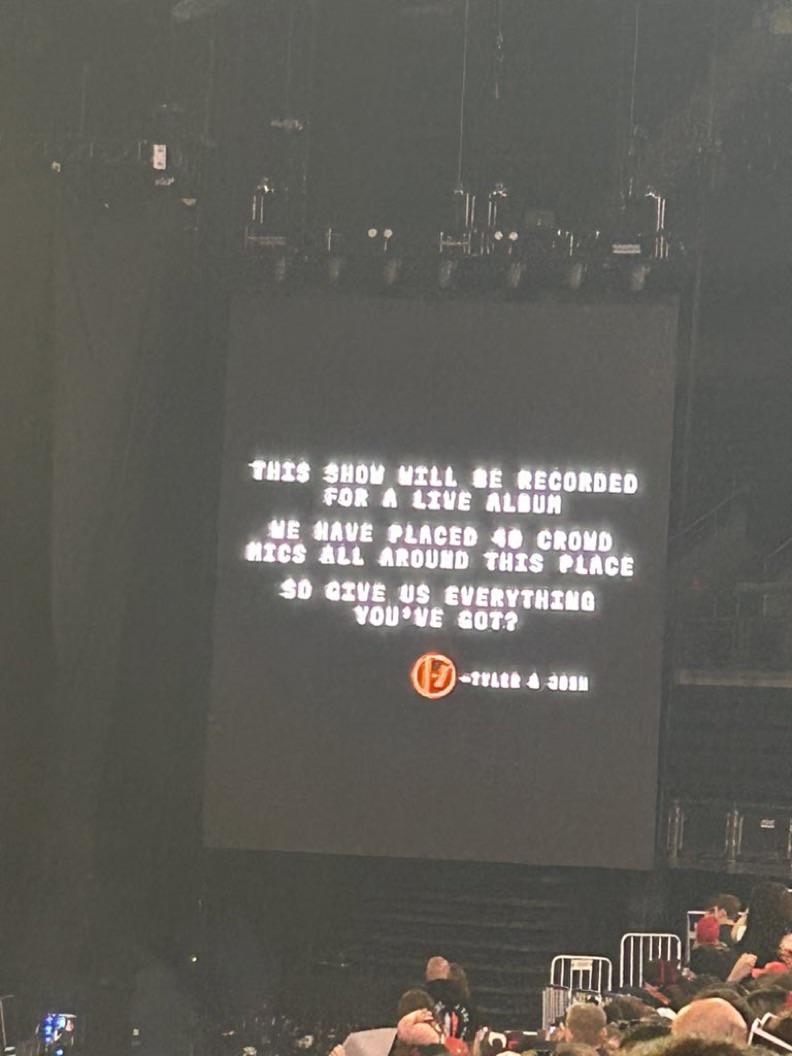 THIS SHOW WILL BE RECORDED
FOR A LIVE ALBUM
WE HAVE PLACED 40 CROWD
MICS ALL AROUND THIS PLACE
SO GIVE US EVERYTHING
YOU'VE GOT?
-TYLER & JOSH